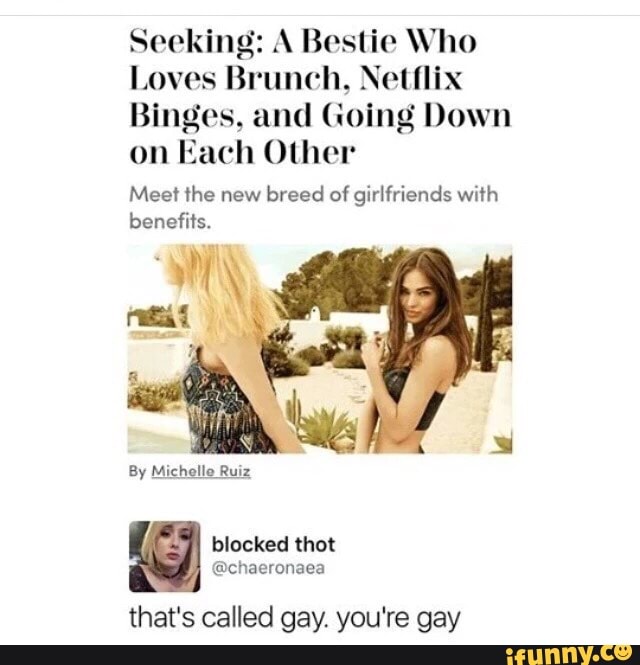 Seeking: A Bestie Who
Loves Brunch, Netflix
Binges, and Going Down
on Each Other
Meet the new breed of girlfriends with
benefits.
By Michelle Ruiz
blocked thot
@chaeronaea
that's called gay. you're gay
ifunny.co